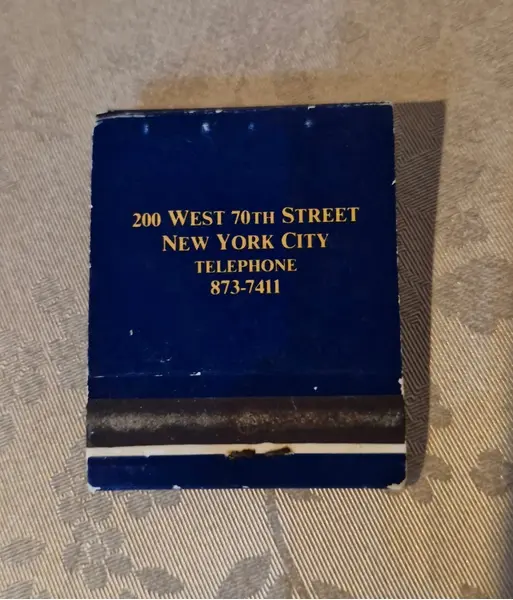 200 WEST 70TH STREET
NEW YORK CITY
TELEPHONE
873-7411